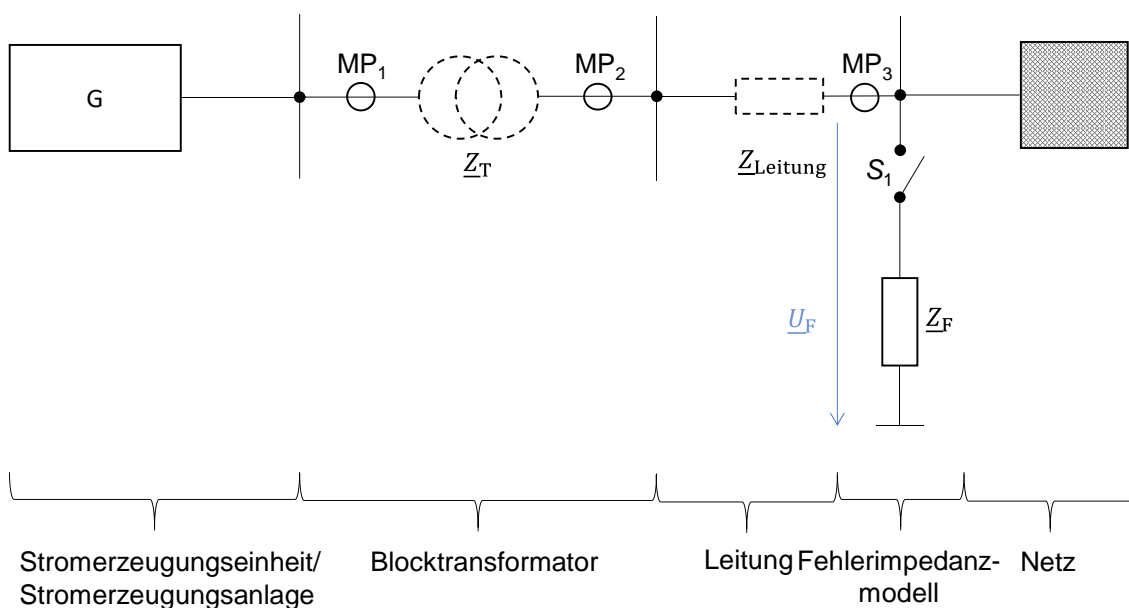 G
MP1
MP2
MP3
Z_T
Z_Leitung
S1
U_F
Z_F
Stromerzeugungseinheit/
Stromerzeugungsanlage
Blocktransformator
Leitung
Fehlerimpedanz-
modell
Netz